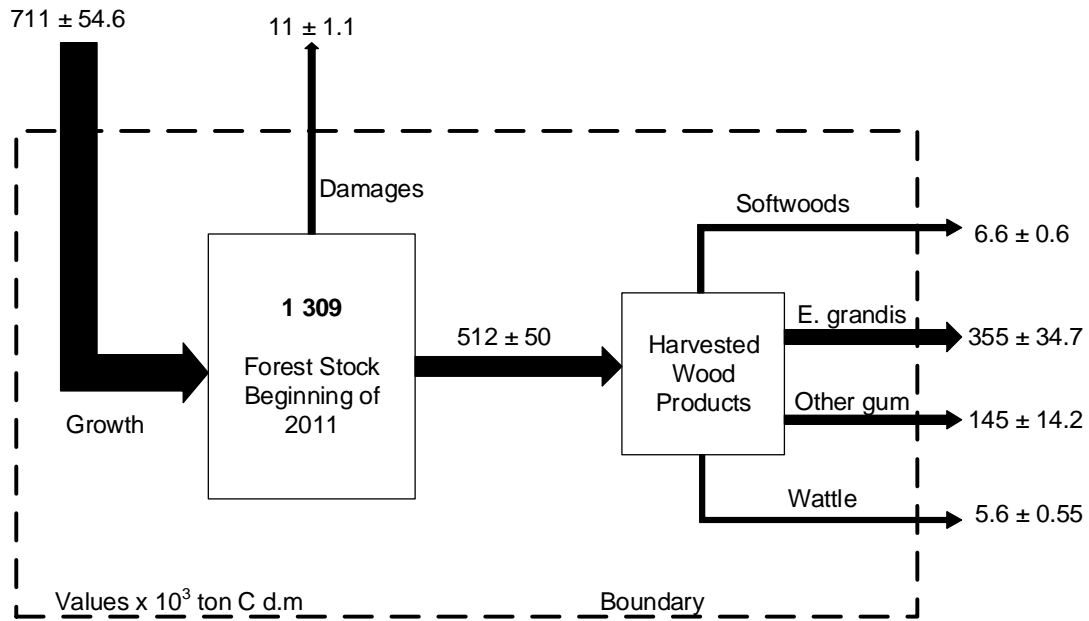 711 ± 54.6
11 ± 1.1
Damages
Softwoods
6.6 ± 0.6
1 309
Forest Stock
Beginning of
2011
512 ± 50
Harvested
Wood
Products
E. grandis
355 ± 34.7
Other gum
145 ± 14.2
Growth
Wattle
5.6 ± 0.55
Values x 10³ ton C d.m
Boundary